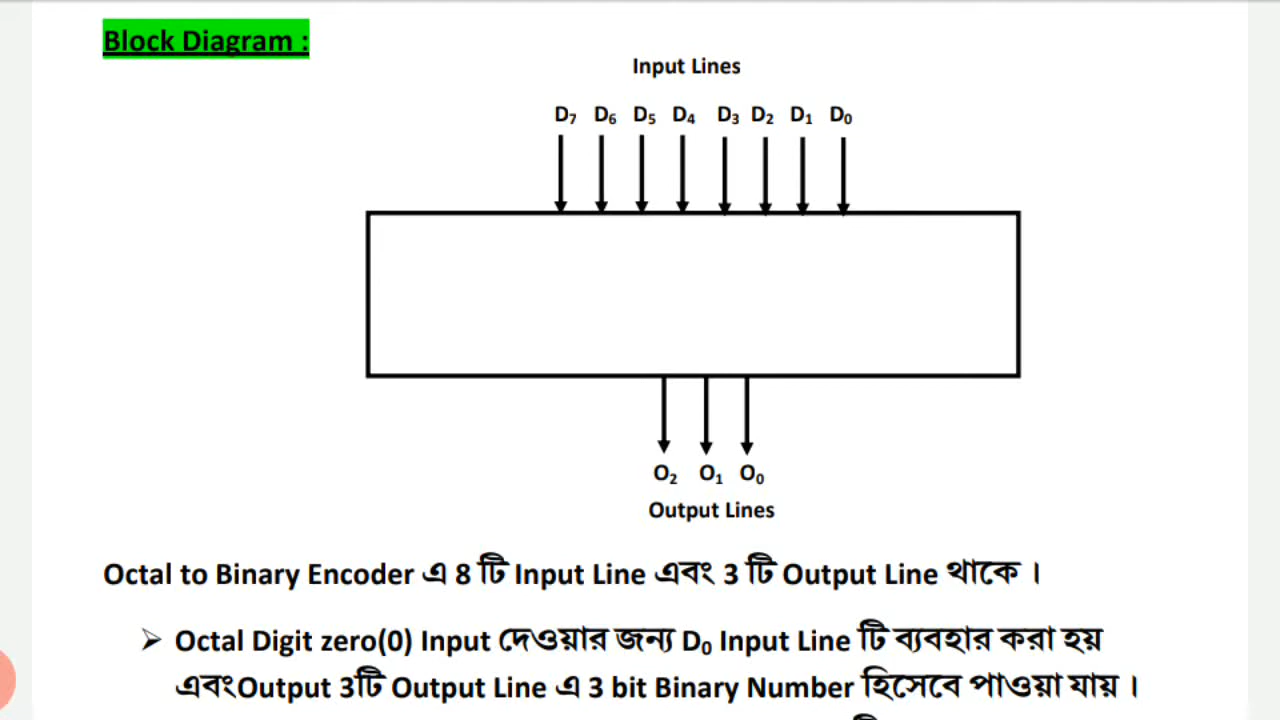 Block Diagram :
Input Lines
D₇ D₆ D₅ D₄ D₃ D₂ D₁ D₀
O₂ O₁ O₀
Output Lines
Octal to Binary Encoder এ 8 টি Input Line এবং 3 টি Output Line থাকে ।
➢ Octal Digit zero(0) Input দেওয়ার জন্য D₀ Input Line টি ব্যবহার করা হয়
এবংOutput 3টি Output Line এ 3 bit Binary Number হিসেবে পাওয়া যায় ।